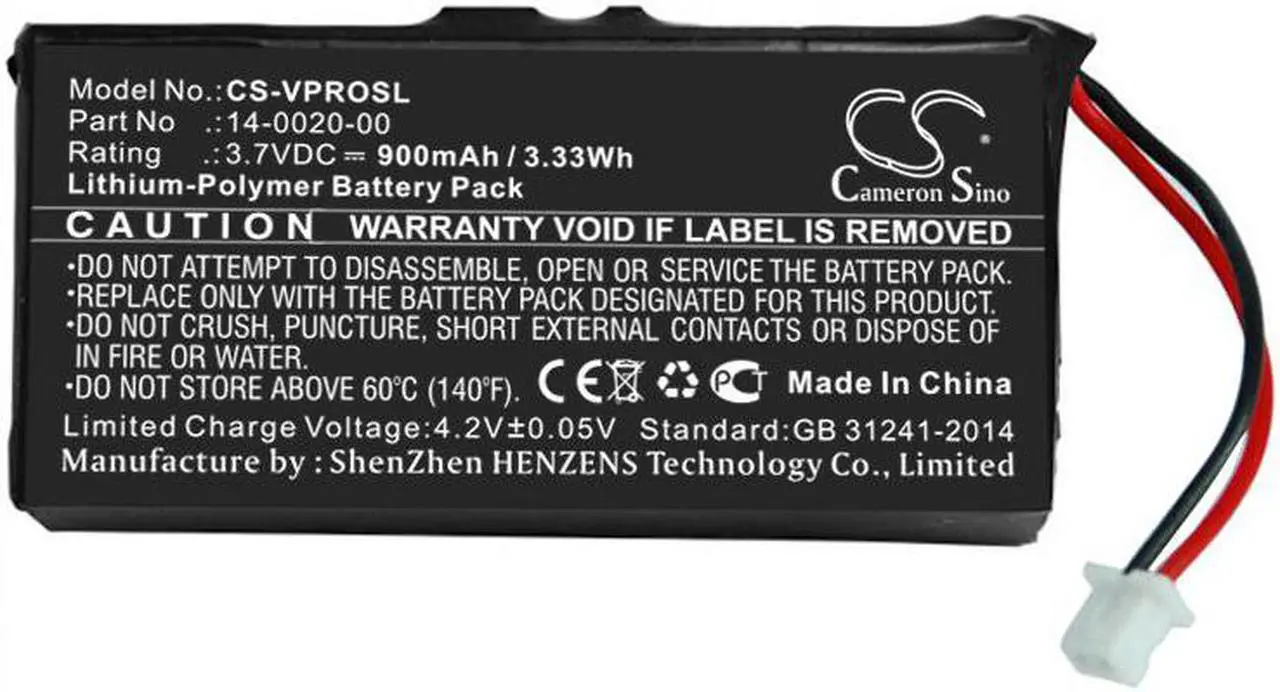 Model No.:CS-VPROSL
Part No .:14-0020-00
Rating .:3.7VDC ⎓ 900mAh / 3.33Wh
Lithium-Polymer Battery Pack
CS
Cameron Sino
CAUTION WARRANTY VOID IF LABEL IS REMOVED
•DO NOT ATTEMPT TO DISASSEMBLE, OPEN OR SERVICE THE BATTERY PACK.
•REPLACE ONLY WITH THE BATTERY PACK DESIGNATED FOR THIS PRODUCT.
•DO NOT CRUSH, PUNCTURE, SHORT EXTERNAL CONTACTS OR DISPOSE OF
IN FIRE OR WATER.
•DO NOT STORE ABOVE 60°C (140°F). CE PCT Made In China
Limited Charge Voltage:4.2V±0.05V Standard:GB 31241-2014
Manufacture by : ShenZhen HENZENS Technology Co., Limited